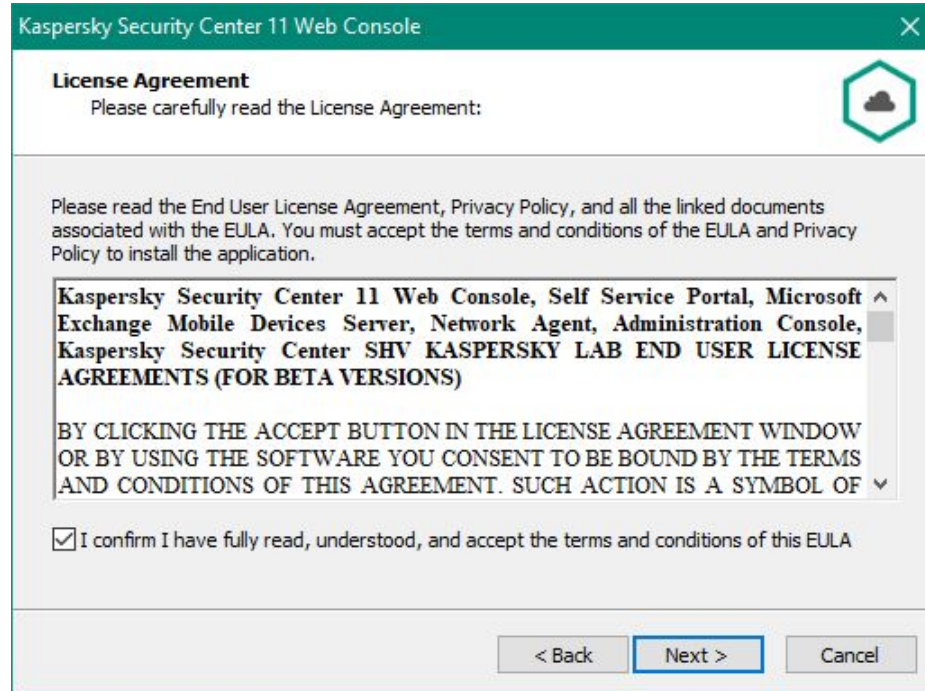 Kaspersky Security Center 11 Web Console
License Agreement
Please carefully read the License Agreement:
Please read the End User License Agreement, Privacy Policy, and all the linked documents
associated with the EULA. You must accept the terms and conditions of the EULA and Privacy
Policy to install the application.
Kaspersky Security Center 11 Web Console, Self Service Portal, Microsoft
Exchange Mobile Devices Server, Network Agent, Administration Console,
Kaspersky Security Center SHV KASPERSKY LAB END USER LICENSE
AGREEMENTS (FOR BETA VERSIONS)
BY CLICKING THE ACCEPT BUTTON IN THE LICENSE AGREEMENT WINDOW
OR BY USING THE SOFTWARE YOU CONSENT TO BE BOUND BY THE TERMS
AND CONDITIONS OF THIS AGREEMENT. SUCH ACTION IS A SYMBOL OF
I confirm I have fully read, understood, and accept the terms and conditions of this EULA
< Back Next > Cancel